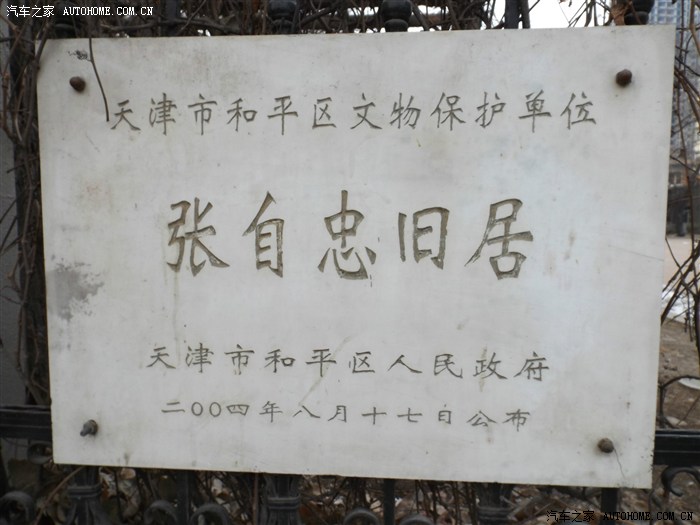 汽车之家 AUTOHOME.COM.CN
天津市和平区文物保护单位
张自忠旧居
天津市和平区人民政府
二〇〇四年八月十七日公布
汽车之家 AUTOHOME.COM.CN